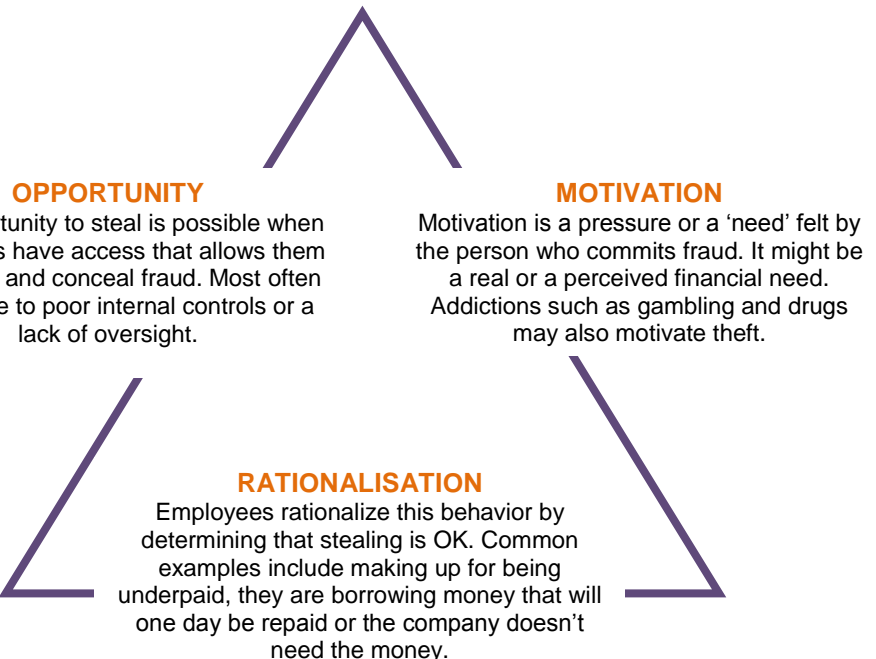 OPPORTUNITY
tunity to steal is possible when
s have access that allows them
and conceal fraud. Most often
e to poor internal controls or a
lack of oversight.
MOTIVATION
Motivation is a pressure or a ‘need’ felt by
the person who commits fraud. It might be
a real or a perceived financial need.
Addictions such as gambling and drugs
may also motivate theft.
RATIONALISATION
Employees rationalize this behavior by
determining that stealing is OK. Common
examples include making up for being
underpaid, they are borrowing money that will
one day be repaid or the company doesn’t
need the money.